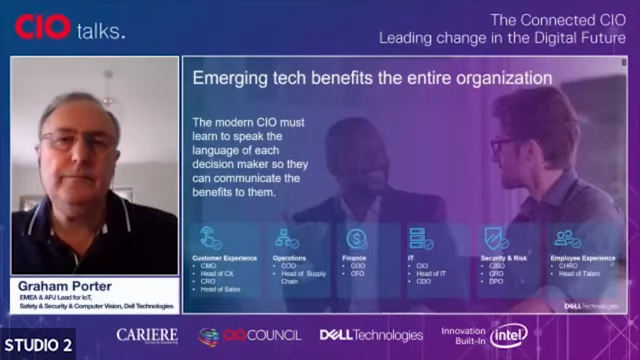 CIO talks.
The Connected CIO
Leading change in the Digital Future
Emerging tech benefits the entire organization
The modern CIO must
learn to speak the
language of each
decision maker so they
can communicate the
benefits to them.
Customer Experience
• CMO
• Head of CX
• CRO
• Head of Sales
Operations
• COO
• Head of Supply
Chain
Finance
• CFO
IT
• CIO
• Head of IT
• CDO
Security & Risk
• CISO
• CRO
• DPO
Employee Experience
• CHRO
• Head of Talent
DELLTechnologies
Graham Porter
EMEA & APJ Lead for IoT,
Safety & Security & Computer Vision, Dell Technologies
STUDIO 2
CARIERE
CIO COUNCIL
DELLTechnologies
Innovation
Built-In
intel